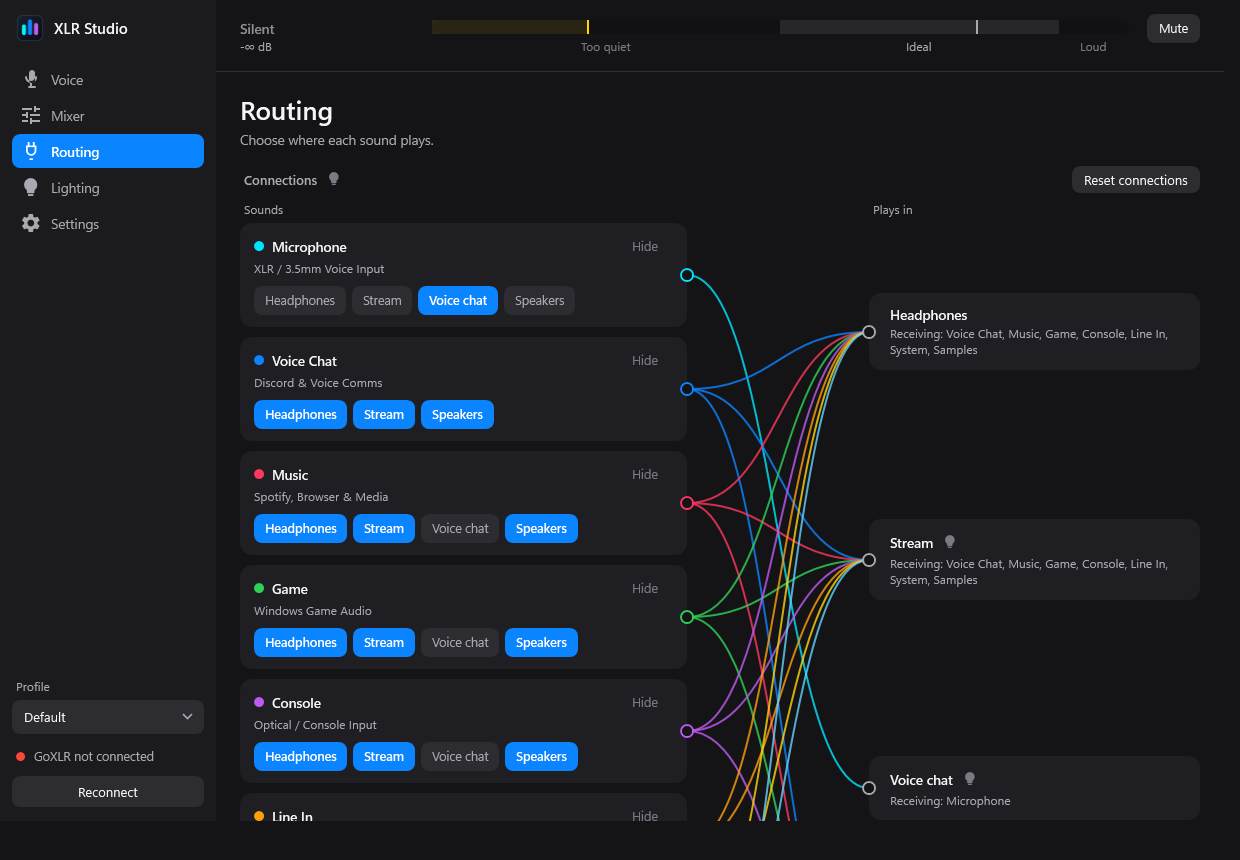 XLR Studio
Voice
Mixer
Routing
Lighting
Settings
Profile
Default
GoXLR not connected
Reconnect
Silent
-∞ dB
Too quiet
Ideal
Loud
Mute
Routing
Choose where each sound plays.
Connections
Reset connections
Sounds
Plays in
Microphone
Hide
XLR / 3.5mm Voice Input
Headphones Stream Voice chat Speakers
Voice Chat
Hide
Discord & Voice Comms
Headphones Stream Speakers
Music
Hide
Spotify, Browser & Media
Headphones Stream Voice chat Speakers
Game
Hide
Windows Game Audio
Headphones Stream Voice chat Speakers
Console
Hide
Optical / Console Input
Headphones Stream Voice chat Speakers
Line In
Hide
Headphones
Receiving: Voice Chat, Music, Game, Console, Line In,
System, Samples
Stream
Receiving: Voice Chat, Music, Game, Console, Line In,
System, Samples
Voice chat
Receiving: Microphone